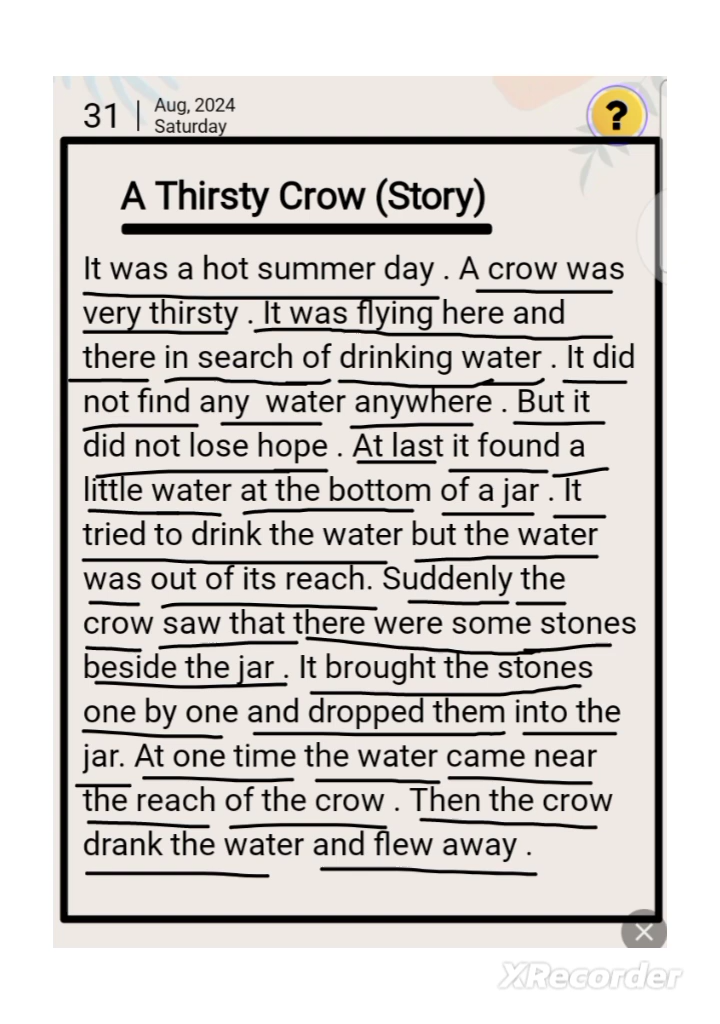 31 | Aug, 2024
Saturday
?
A Thirsty Crow (Story)
It was a hot summer day . A crow was
very thirsty . It was flying here and
there in search of drinking water . It did
not find any  water anywhere . But it
did not lose hope . At last it found a
little water at the bottom of a jar . It
tried to drink the water but the water
was out of its reach. Suddenly the
crow saw that there were some stones
beside the jar . It brought the stones
one by one and dropped them into the
jar. At one time the water came near
the reach of the crow . Then the crow
drank the water and flew away .
XRecorder